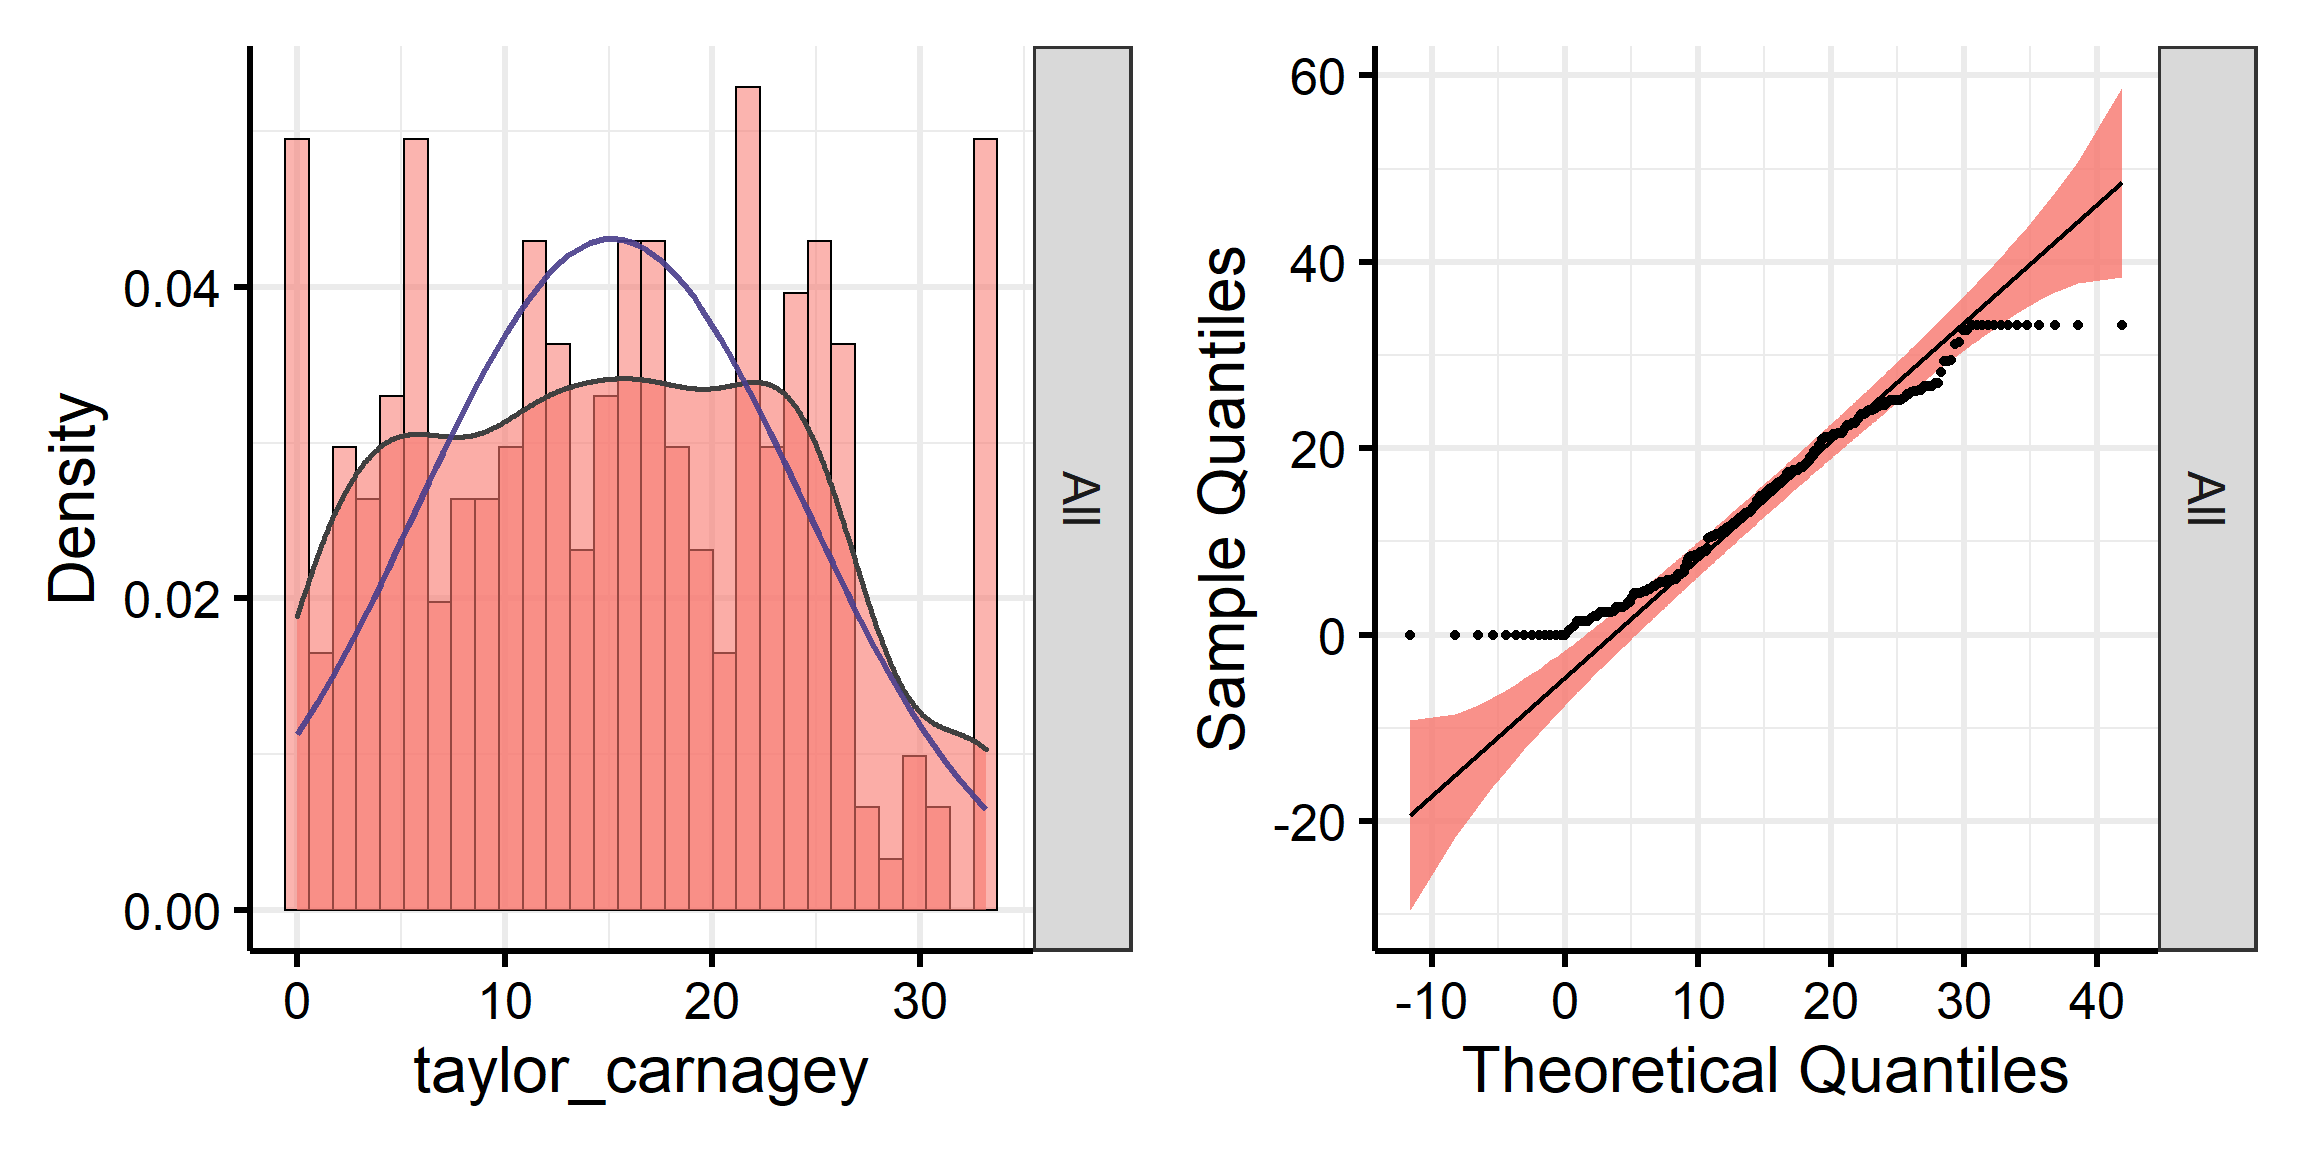 Density
0.04
0.02
0.00
0 10 20 30
taylor_carnagey
All
Sample Quantiles
60
40
20
0
-20
-10 0 10 20 30 40
Theoretical Quantiles
All